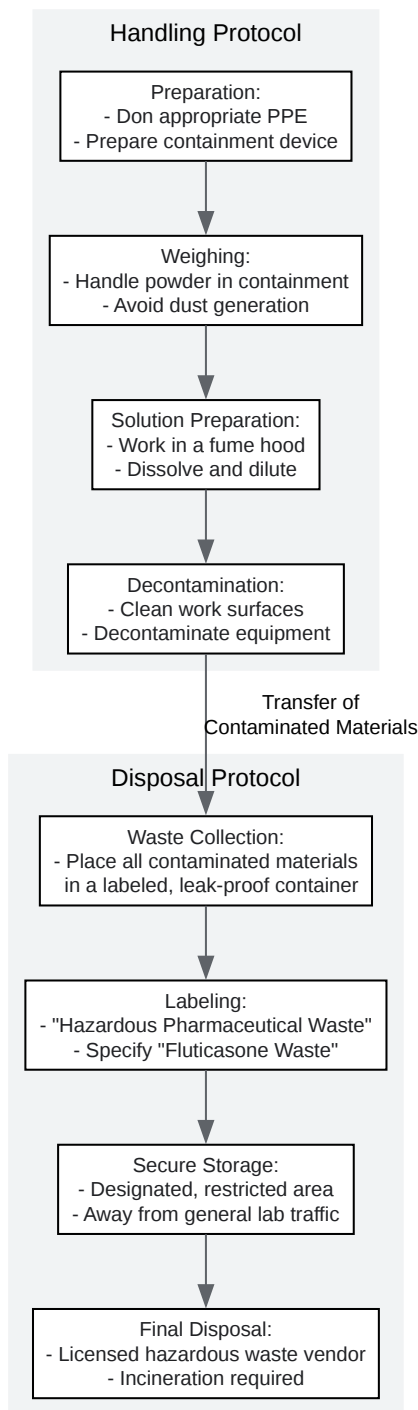 Handling Protocol
Preparation:
- Don appropriate PPE
- Prepare containment device
Weighing:
- Handle powder in containment
- Avoid dust generation
Solution Preparation:
- Work in a fume hood
- Dissolve and dilute
Decontamination:
- Clean work surfaces
- Decontaminate equipment
Transfer of
Contaminated Materials
Disposal Protocol
Waste Collection:
- Place all contaminated materials
in a labeled, leak-proof container
Labeling:
- "Hazardous Pharmaceutical Waste"
- Specify "Fluticasone Waste"
Secure Storage:
- Designated, restricted area
- Away from general lab traffic
Final Disposal:
- Licensed hazardous waste vendor
- Incineration required